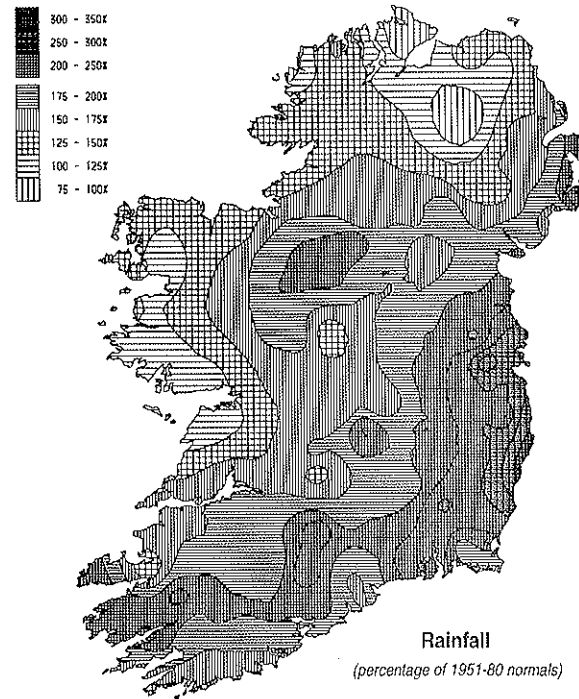 300 - 350%
250 - 300%
200 - 250%
175 - 200%
150 - 175%
125 - 150%
100 - 125%
75 - 100%
Rainfall
(percentage of 1951-80 normals)